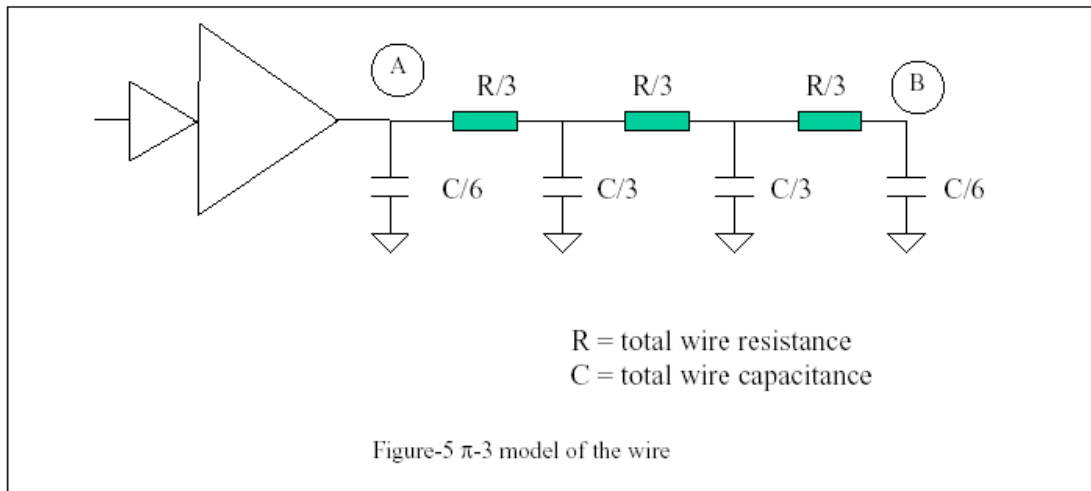 A
B
R/3
R/3
R/3
C/6
C/3
C/3
C/6
R = total wire resistance
C = total wire capacitance
Figure-5 π-3 model of the wire